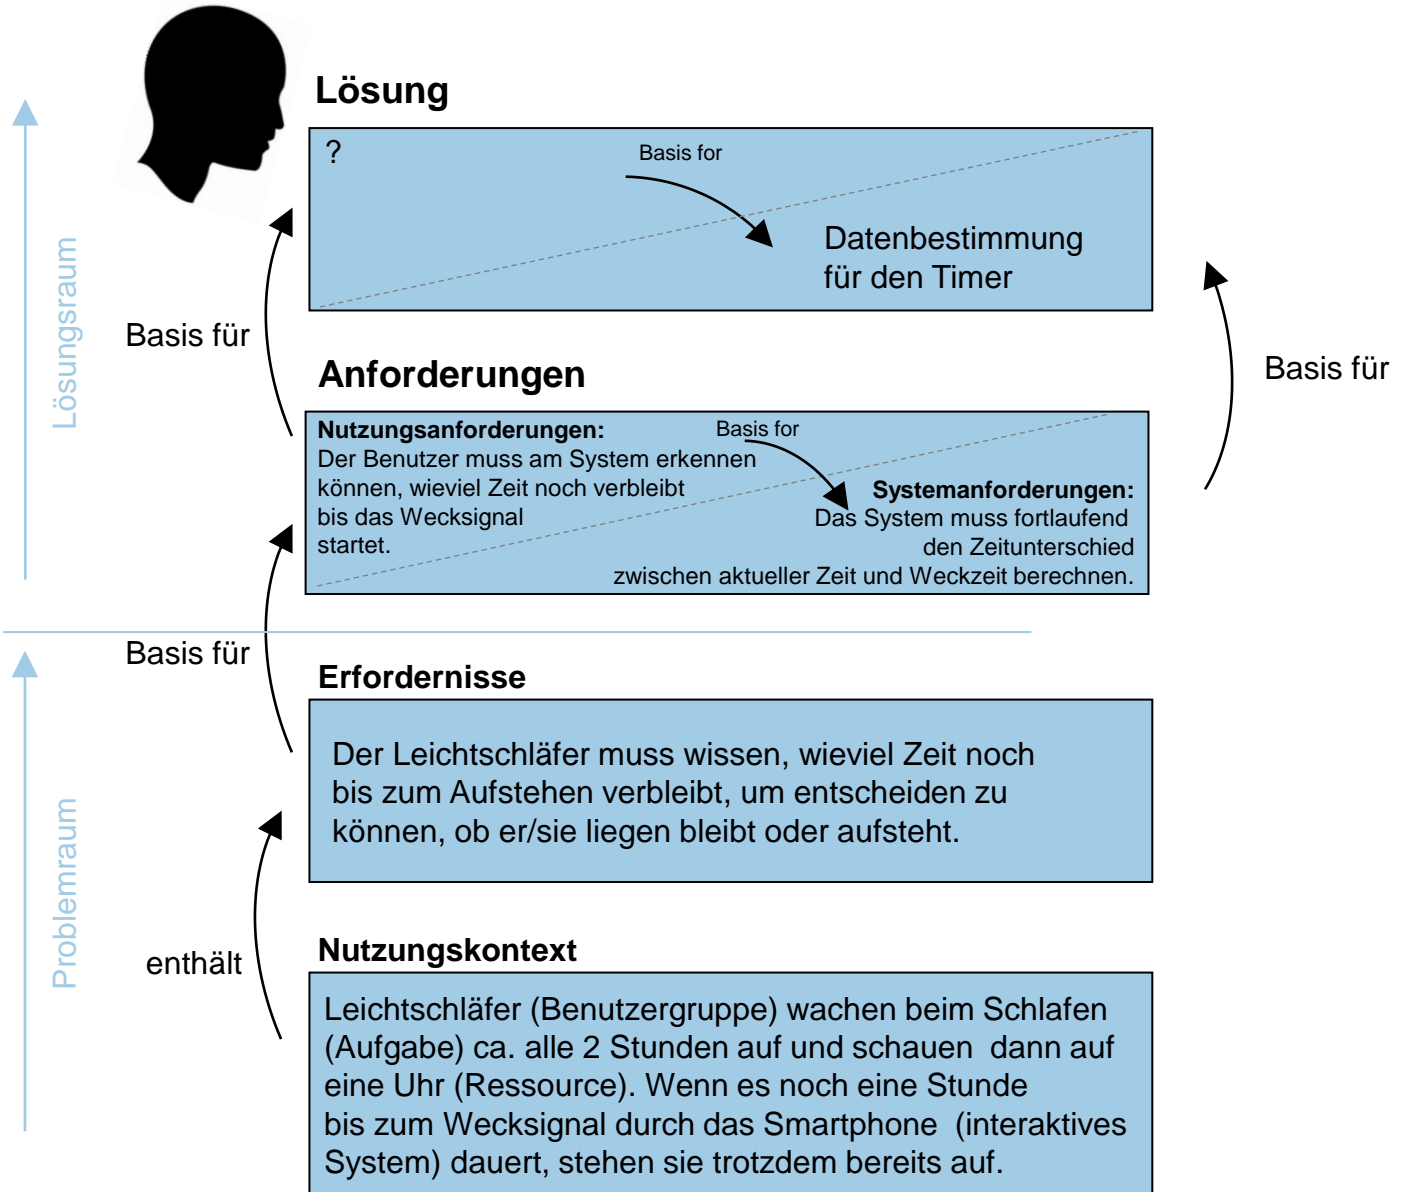 Lösung
?
Basis for
Datenbestimmung
für den Timer
Lösungsraum
Basis für
Basis für
Anforderungen
Nutzungsanforderungen:
Der Benutzer muss am System erkennen
können, wieviel Zeit noch verbleibt
bis das Wecksignal
startet.
Basis for
Systemanforderungen:
Das System muss fortlaufend
den Zeitunterschied
zwischen aktueller Zeit und Weckzeit berechnen.
Basis für
Erfordernisse
Der Leichtschläfer muss wissen, wieviel Zeit noch
bis zum Aufstehen verbleibt, um entscheiden zu
können, ob er/sie liegen bleibt oder aufsteht.
Problemraum
enthält
Nutzungskontext
Leichtschläfer (Benutzergruppe) wachen beim Schlafen
(Aufgabe) ca. alle 2 Stunden auf und schauen dann auf
eine Uhr (Ressource). Wenn es noch eine Stunde
bis zum Wecksignal durch das Smartphone (interaktives
System) dauert, stehen sie trotzdem bereits auf.